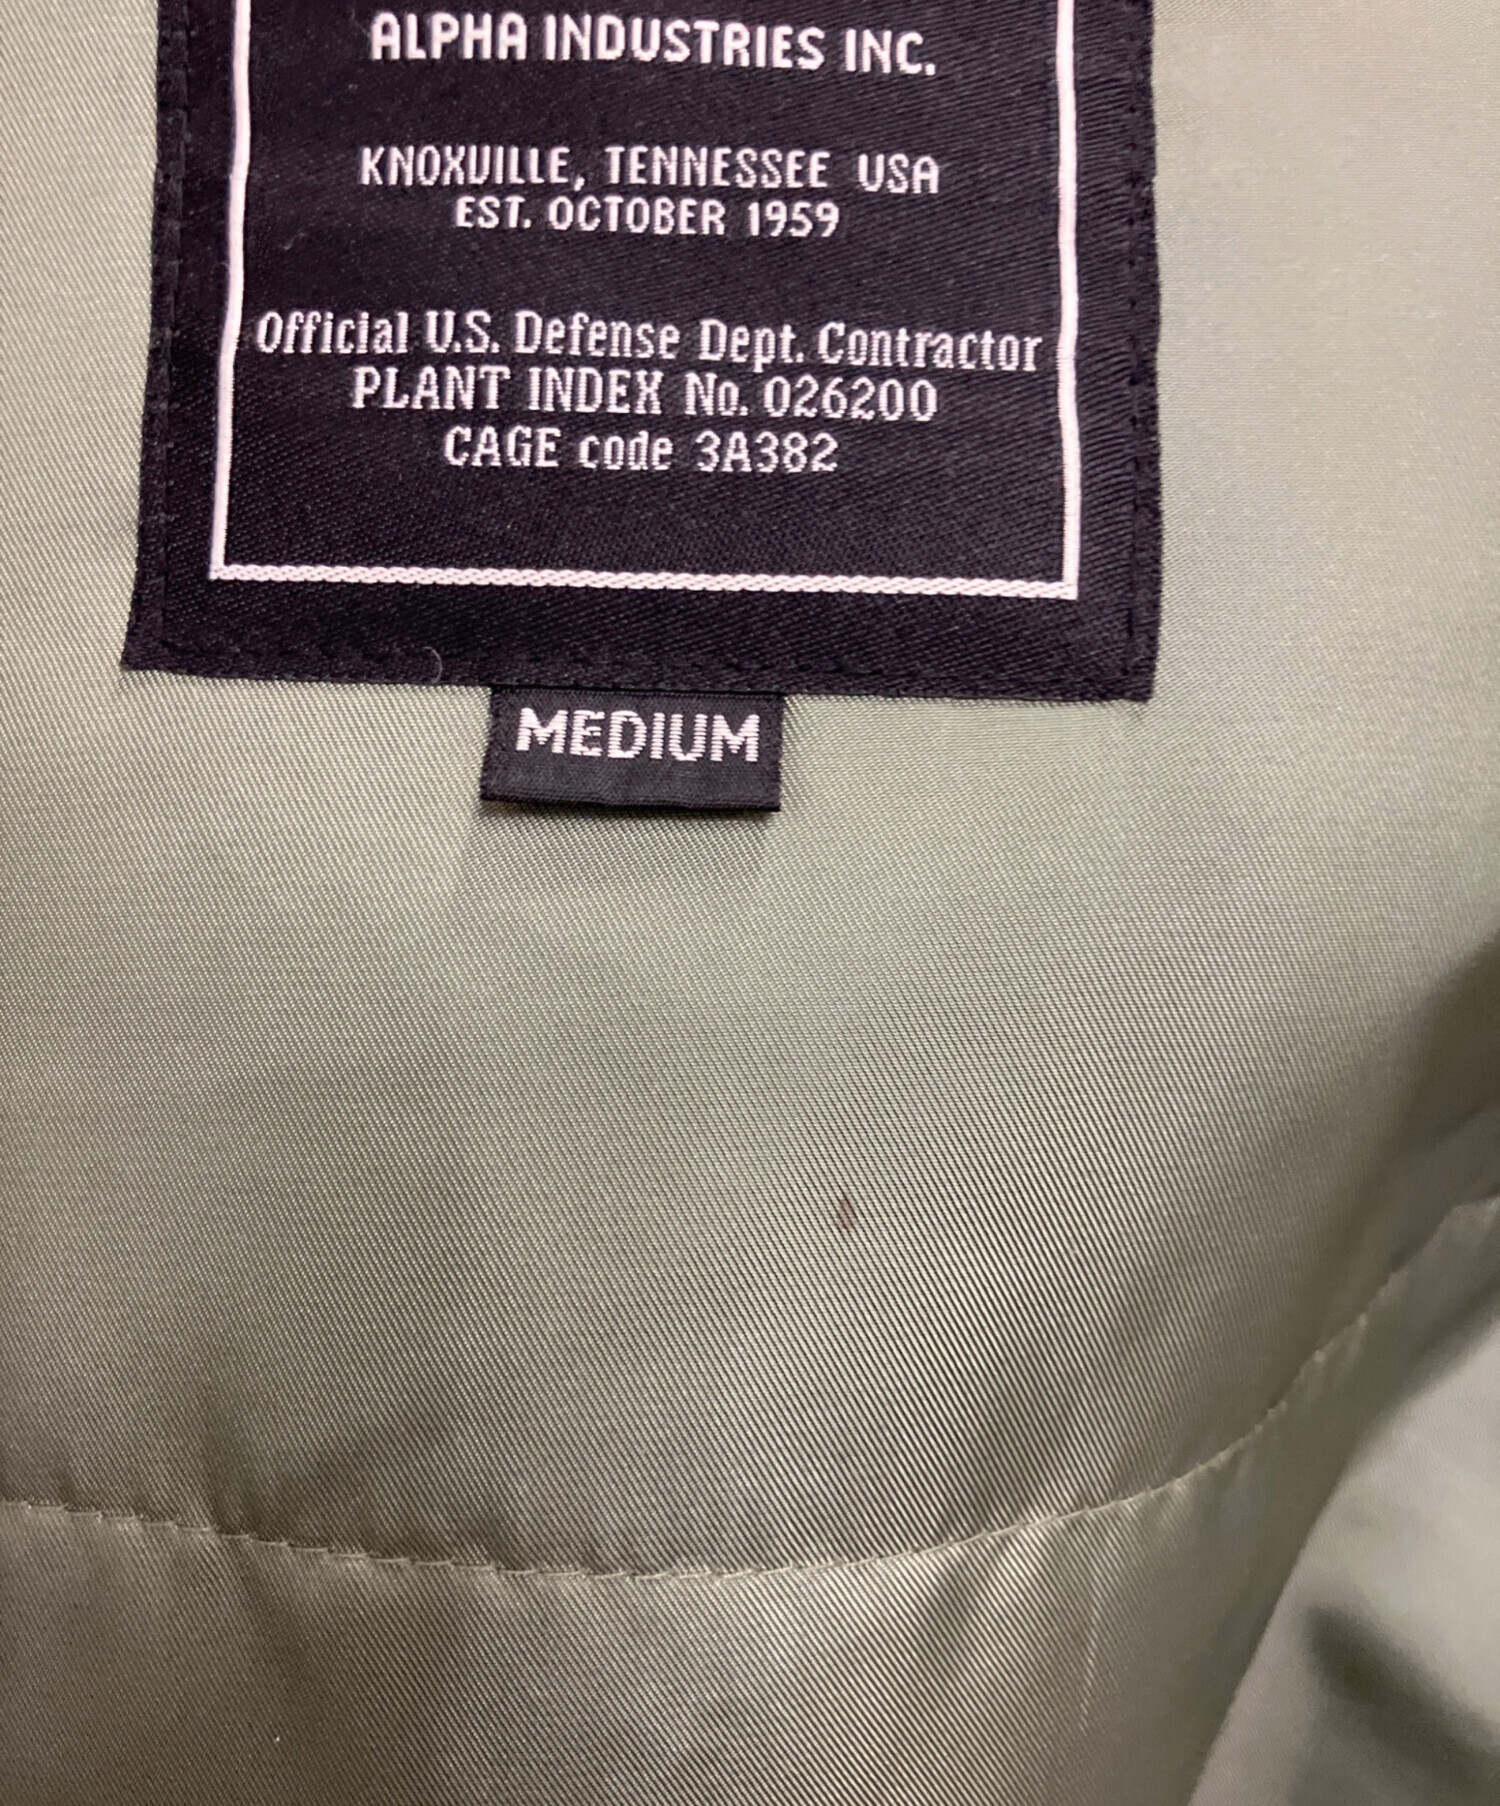 ALPHA INDUSTRIES INC.
KNOXVILLE, TENNESSEE USA
EST. OCTOBER 1959
Official U.S. Defense Dept. Contractor
PLANT INDEX No. 026200
CAGE code 3A382
MEDIUM